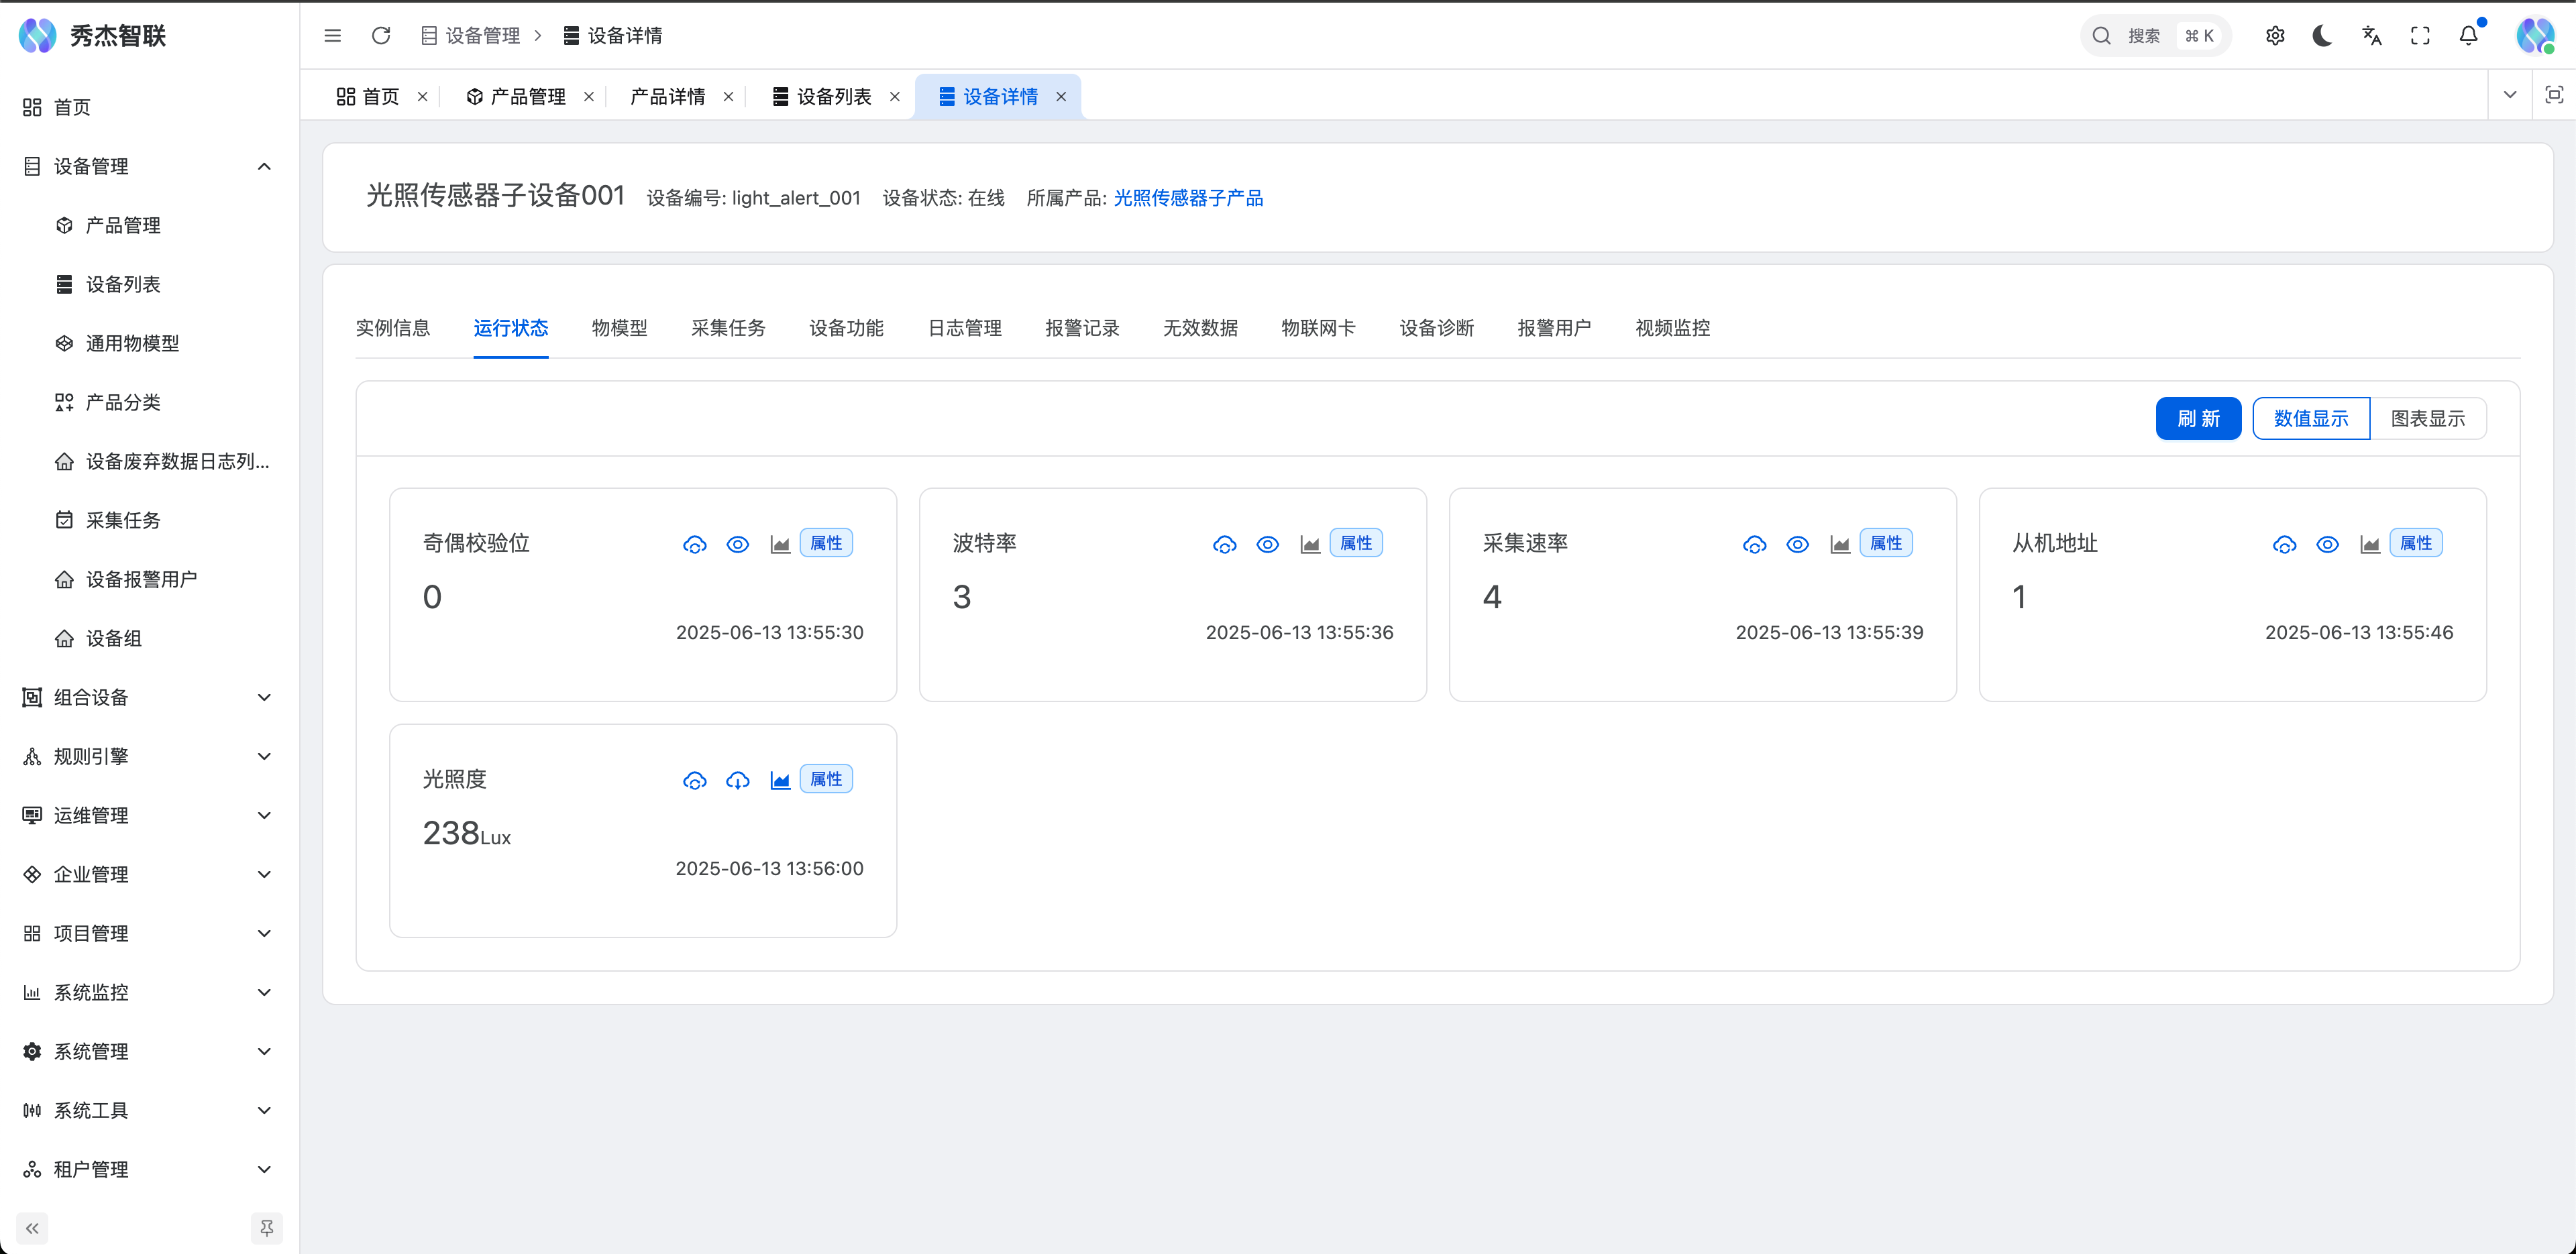 秀杰智联
设备管理 > 设备详情
搜索 ⌘ K
首页
产品管理
产品详情
设备列表
设备详情
首页
设备管理
产品管理
设备列表
通用物模型
产品分类
设备废弃数据日志列...
采集任务
设备报警用户
设备组
组合设备
规则引擎
运维管理
企业管理
项目管理
系统监控
系统管理
系统工具
租户管理
光照传感器子设备001 设备编号: light_alert_001 设备状态: 在线 所属产品: 光照传感器子产品
实例信息 运行状态 物模型 采集任务 设备功能 日志管理 报警记录 无效数据 物联网卡 设备诊断 报警用户 视频监控
刷 新 数值显示 图表显示
奇偶校验位 属性
0
2025-06-13 13:55:30
波特率 属性
3
2025-06-13 13:55:36
采集速率 属性
4
2025-06-13 13:55:39
从机地址 属性
1
2025-06-13 13:55:46
光照度 属性
238Lux
2025-06-13 13:56:00